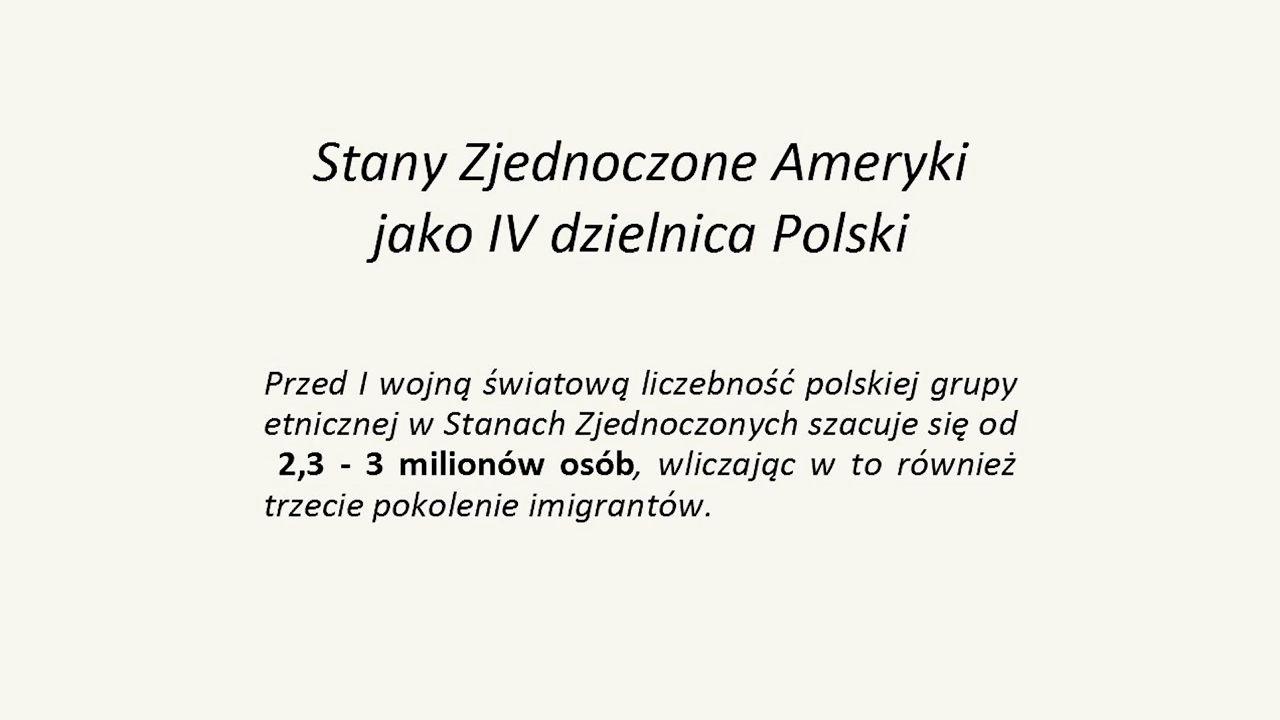 Stany Zjednoczone Ameryki
jako IV dzielnica Polski
Przed I wojną światową liczebność polskiej grupy
etnicznej w Stanach Zjednoczonych szacuje się od
2,3 - 3 milionów osób, wliczając w to również
trzecie pokolenie imigrantów.